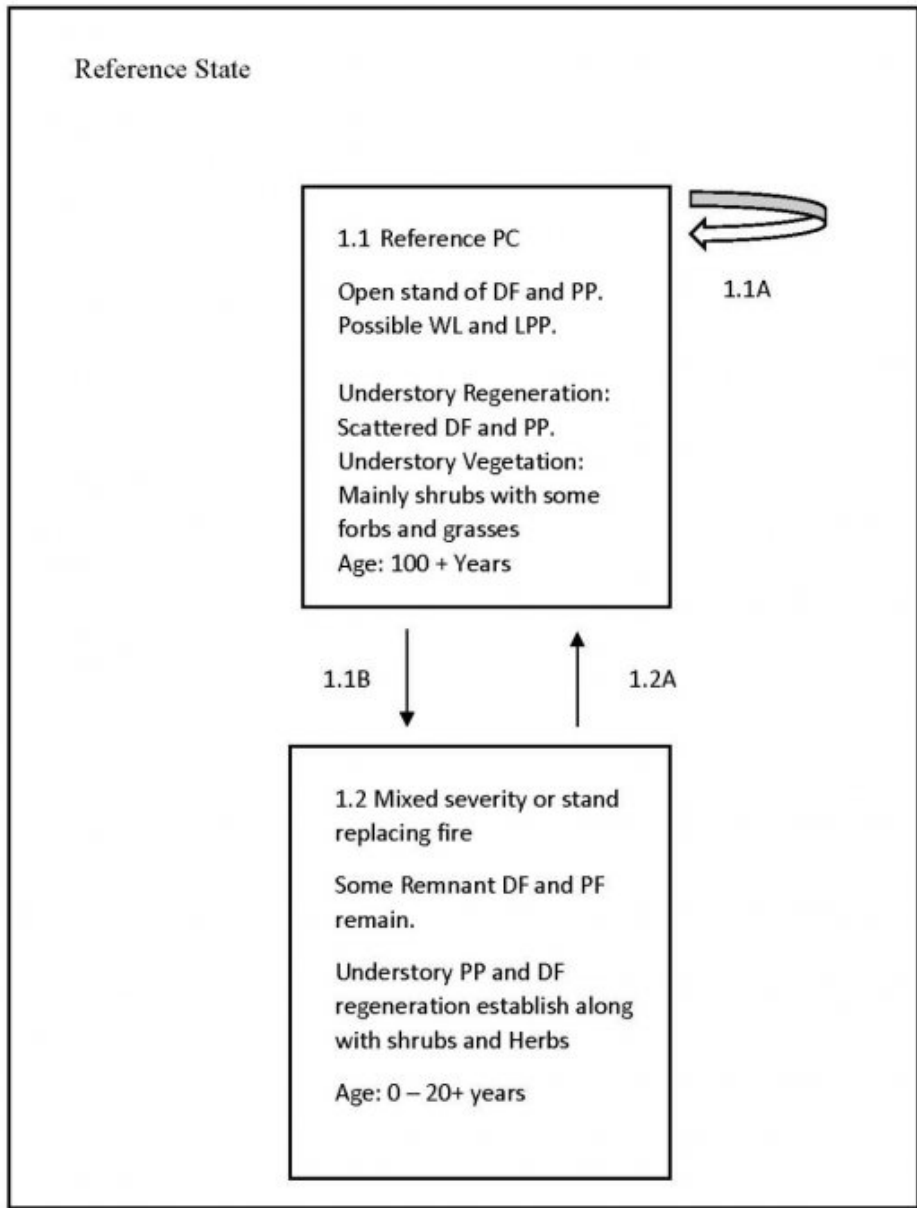 Reference State
1.1 Reference PC
Open stand of DF and PP.
Possible WL and LPP.
Understory Regeneration:
Scattered DF and PP.
Understory Vegetation:
Mainly shrubs with some
forbs and grasses
Age: 100 + Years
1.1A
1.1B
1.2A
1.2 Mixed severity or stand
replacing fire
Some Remnant DF and PF
remain.
Understory PP and DF
regeneration establish along
with shrubs and Herbs
Age: 0 – 20+ years